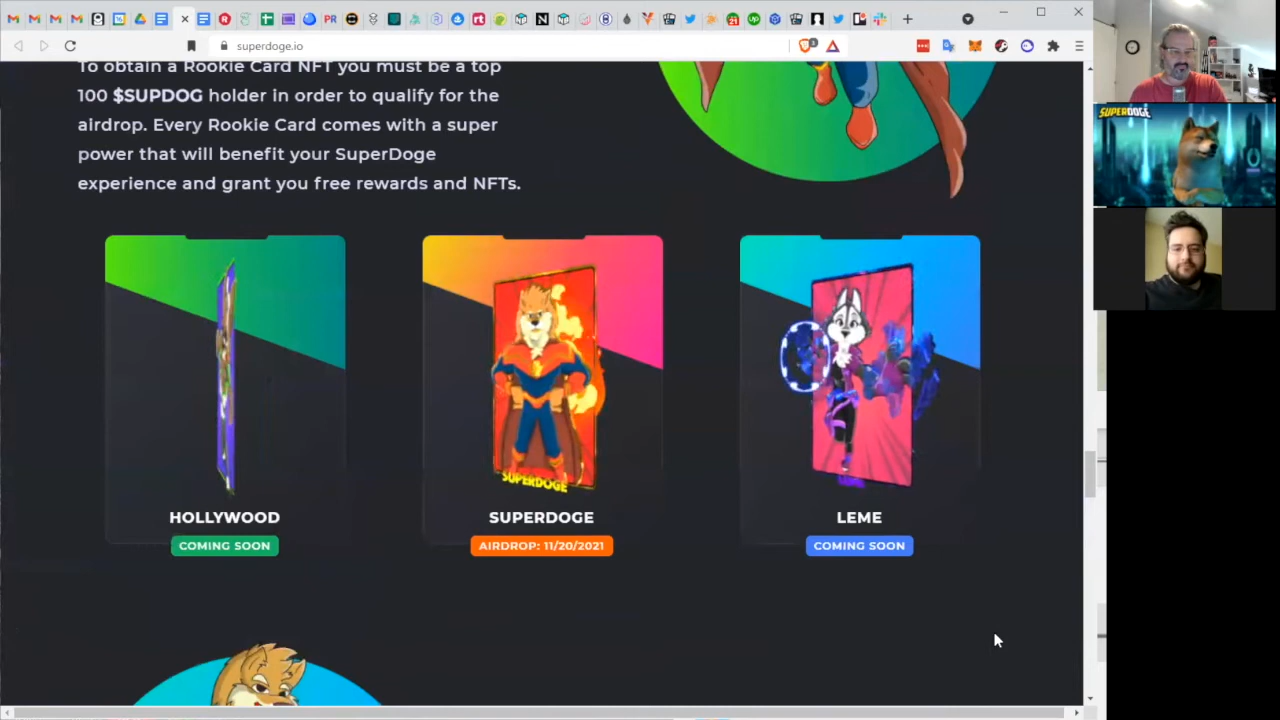 superdoge.io
To obtain a Rookie Card NFT you must be a top
100 $SUPDOG holder in order to qualify for the
airdrop. Every Rookie Card comes with a super
power that will benefit your SuperDoge
experience and grant you free rewards and NFTs.
SUPERDOGE
SUPERDOGE
HOLLYWOOD
SUPERDOGE
LEME
COMING SOON
AIRDROP: 11/20/2021
COMING SOON